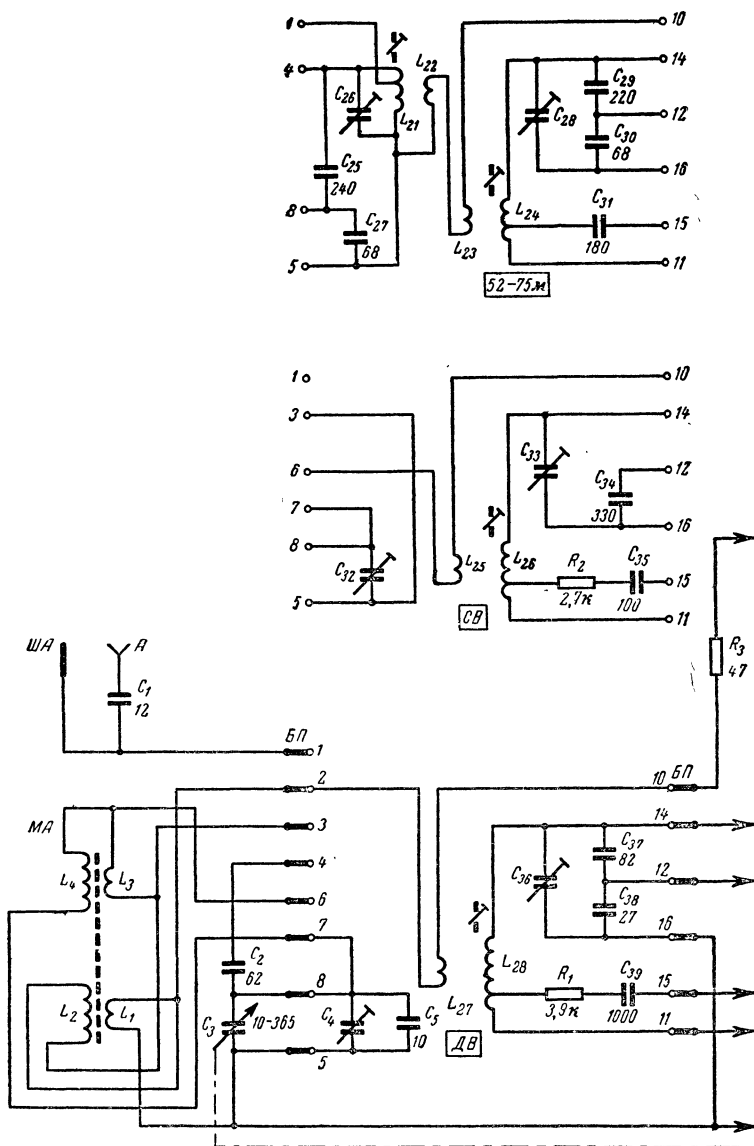 1
10
4
L22
14
C26
C29
220
L21
C28
12
C30
68
C25
240
16
C31
8
C27
68
L24
15
180
L23
5
11
52-75м
1
10
3
14
C33
6
12
C34
330
7
16
8
L25
L26
R2
C35
C32
15
2,7к
100
5
11
СВ
ША
А
R3
47
C1
12
БП
1
2
10 БП
МА
3
14
C37
82
L4
L3
4
C36
12
6
C38
27
7
16
C2
62
L28
8
R1
C39
15
L2
L1
C3
10-365
C4
C5
10
L27
3,9к
1000
11
5
ДВ